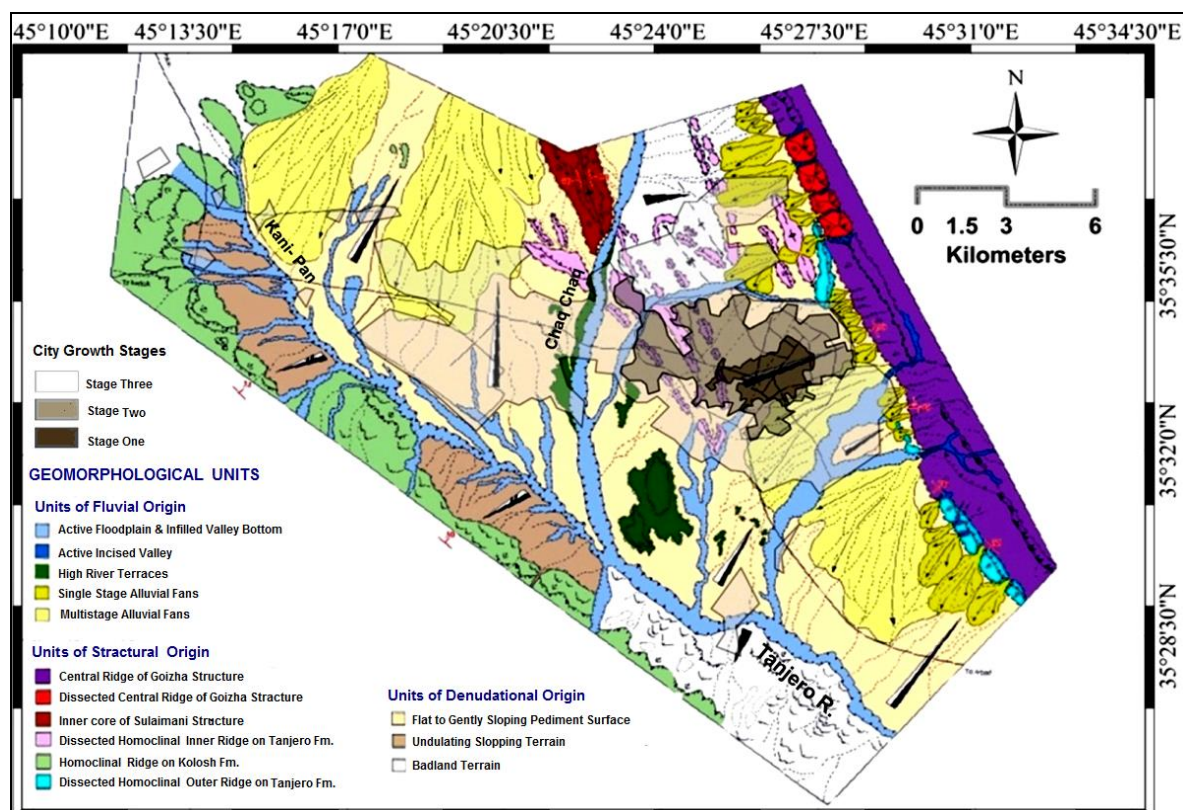 45°10'0"E 45°13'30"E 45°17'0"E 45°20'30"E 45°24'0"E 45°27'30"E 45°31'0"E 45°34'30"E
N
0 1.5 3 6
Kilometers
35°35'30"N
35°32'0"N
35°28'30"N
Kani- Pan
Chaq Chaq
Tanjero R.
City Growth Stages
Stage Three
Stage Two
Stage One
GEOMORPHOLOGICAL UNITS
Units of Fluvial Origin
Active Floodplain & Infilled Valley Bottom
Active Incised Valley
High River Terraces
Single Stage Alluvial Fans
Multistage Alluvial Fans
Units of Stractural Origin
Central Ridge of Goizha Structure
Dissected Central Ridge of Goizha Stracture
Inner core of Sulaimani Structure
Dissected Homoclinal Inner Ridge on Tanjero Fm.
Homoclinal Ridge on Kolosh Fm.
Dissected Homoclinal Outer Ridge on Tanjero Fm.
Units of Denudational Origin
Flat to Gently Sloping Pediment Surface
Undulating Slopping Terrain
Badland Terrain